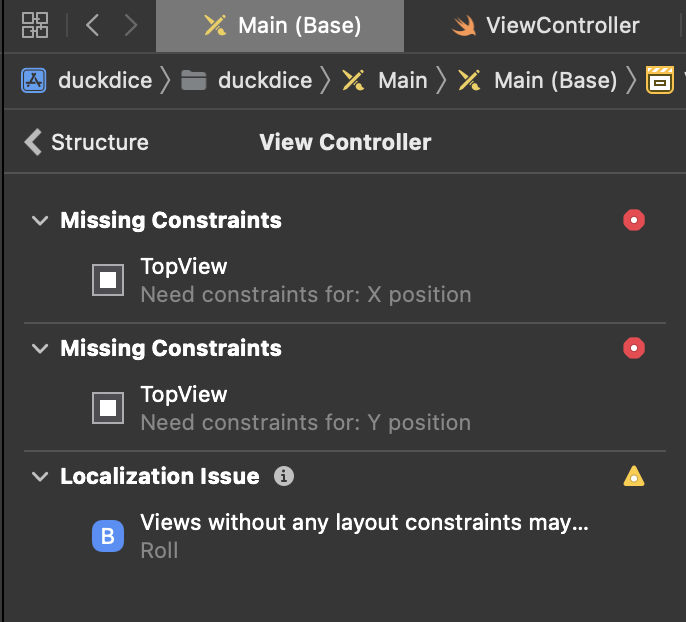 Main (Base)
ViewController
duckdice
duckdice
Main
Main (Base)
Structure
View Controller
Missing Constraints
TopView
Need constraints for: X position
Missing Constraints
TopView
Need constraints for: Y position
Localization Issue
B
Views without any layout constraints may...
Roll